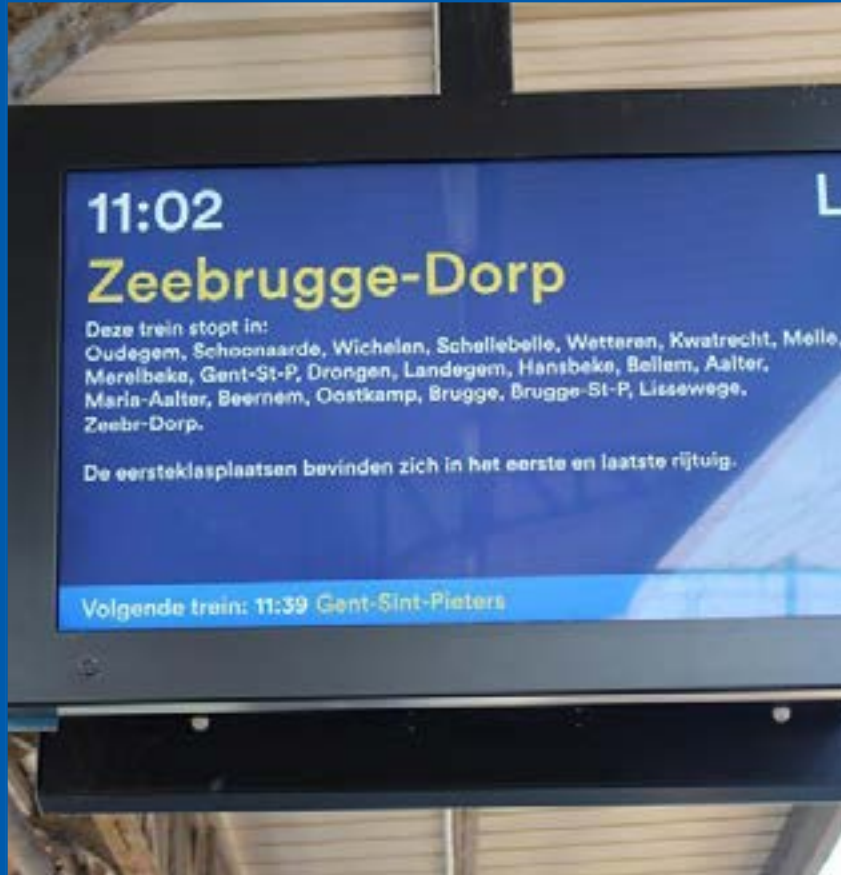 11:02
L
Zeebrugge-Dorp
Deze trein stopt in:
Oudegem, Schoonaarde, Wichelen, Schellebelle, Wetteren, Kwatrecht, Melle,
Merelbeke, Gent-St-P, Drongen, Landegem, Hansbeke, Bellem, Aalter,
Maria-Aalter, Beernem, Oostkamp, Brugge, Brugge-St-P, Lissewege,
Zeebr-Dorp.
De eersteklasplaatsen bevinden zich in het eerste en laatste rijtuig.
Volgende trein: 11:39 Gent-Sint-Pieters